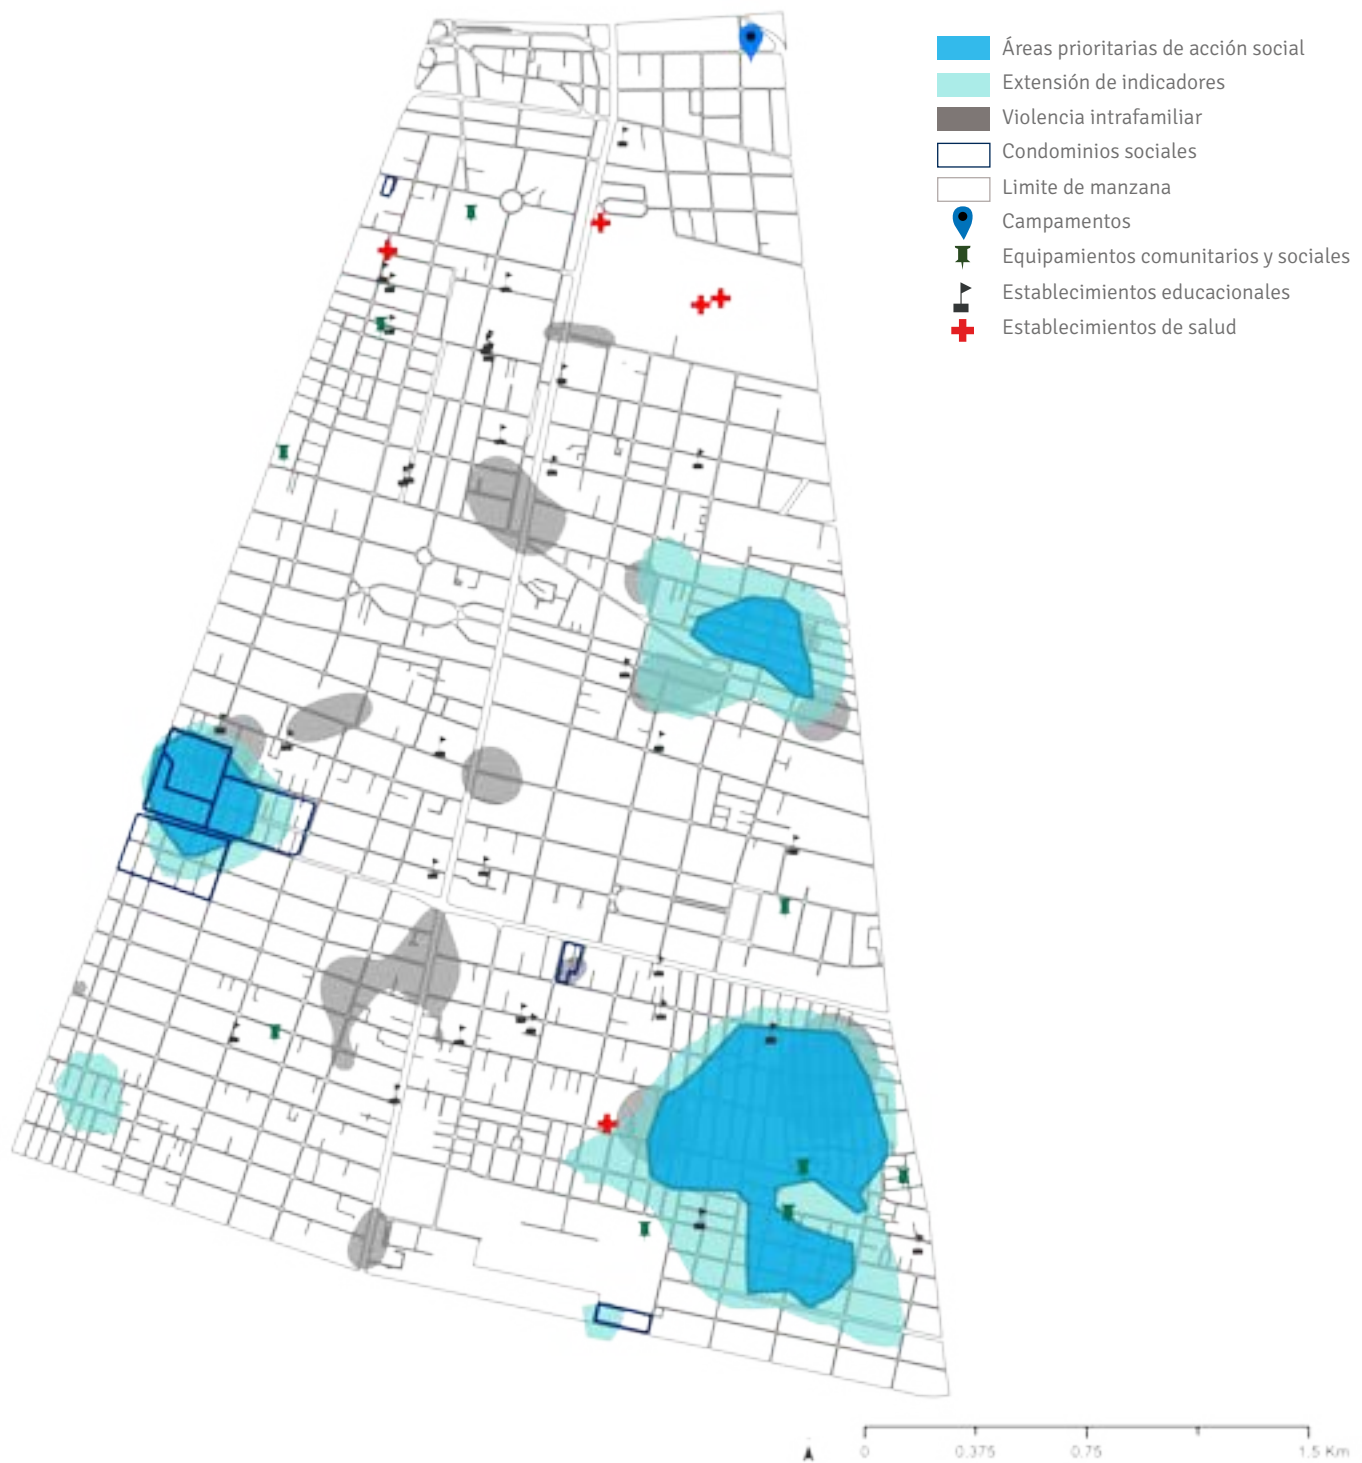 Áreas prioritarias de acción social
Extensión de indicadores
Violencia intrafamiliar
Condominios sociales
Limite de manzana
Campamentos
Equipamientos comunitarios y sociales
Establecimientos educacionales
Establecimientos de salud
0 0.375 0.75 1.5 Km